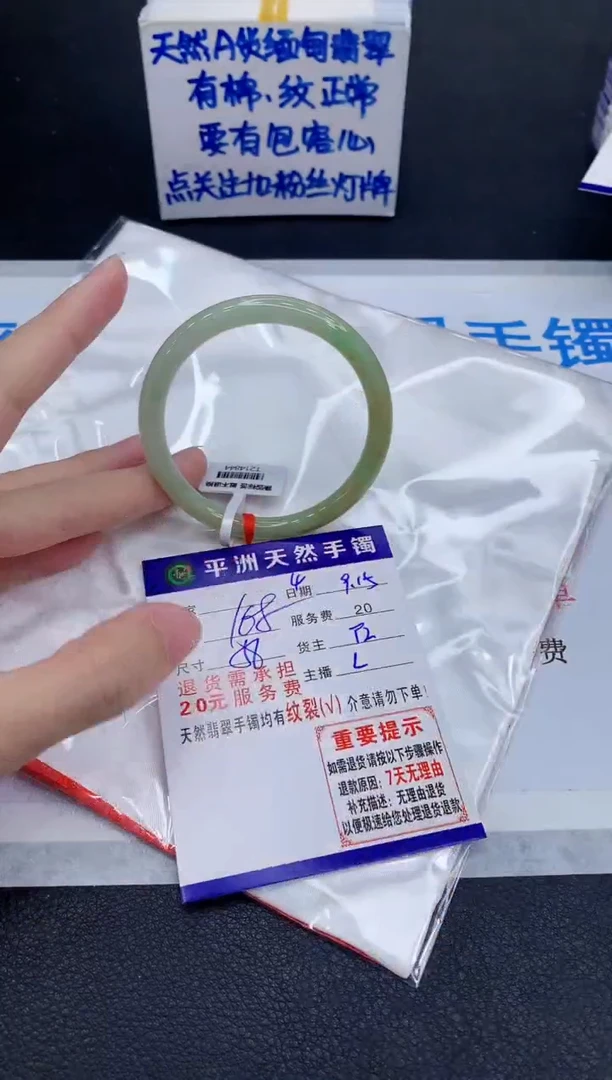 天然A货缅甸翡翠
有棉、纹正常
要有包容心
点关注加粉丝灯牌
手镯
T214844
平洲天然手镯
日期 9.15
168
服务费 20
尺寸
货主
主播 L
退货需承担
20元服务费
天然翡翠手镯均有纹裂(√) 介意请勿下单!
重要提示
如需退货请按以下步骤操作
退款原因:7天无理由
补充描述:无理由退货
以便极速给您处理退货退款
费